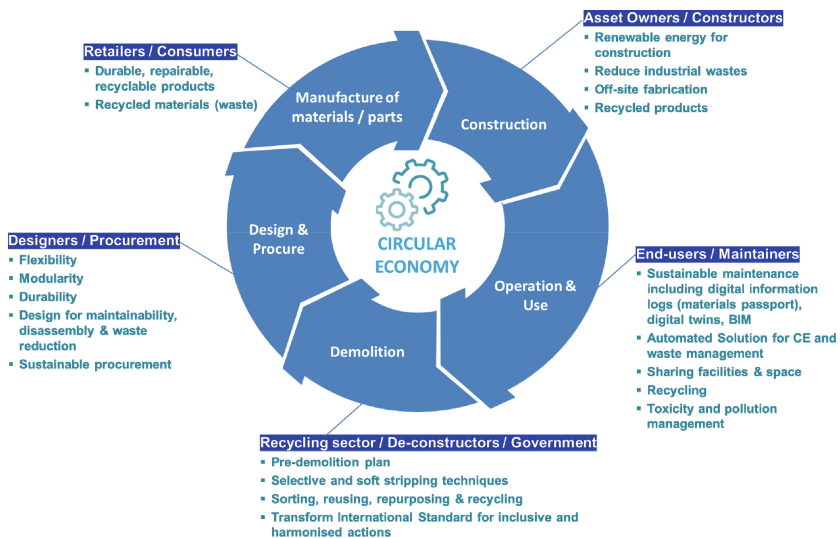 Asset Owners / Constructors
Renewable energy for
construction
Reduce industrial wastes
Off-site fabrication
Recycled products
Retailers / Consumers
Durable, repairable,
recyclable products
Recycled materials (waste)
Manufacture of
materials / parts
Construction
Design &
Procure
CIRCULAR
ECONOMY
Operation &
Use
Demolition
Designers / Procurement
Flexibility
Modularity
Durability
Design for maintainability,
disassembly & waste
reduction
Sustainable procurement
End-users / Maintainers
Sustainable maintenance
including digital information
logs (materials passport),
digital twins, BIM
Automated Solution for CE and
waste management
Sharing facilities & space
Recycling
Toxicity and pollution
management
Recycling sector / De-constructors / Government
Pre-demolition plan
Selective and soft stripping techniques
Sorting, reusing, repurposing & recycling
Transform International Standard for inclusive and
harmonised actions